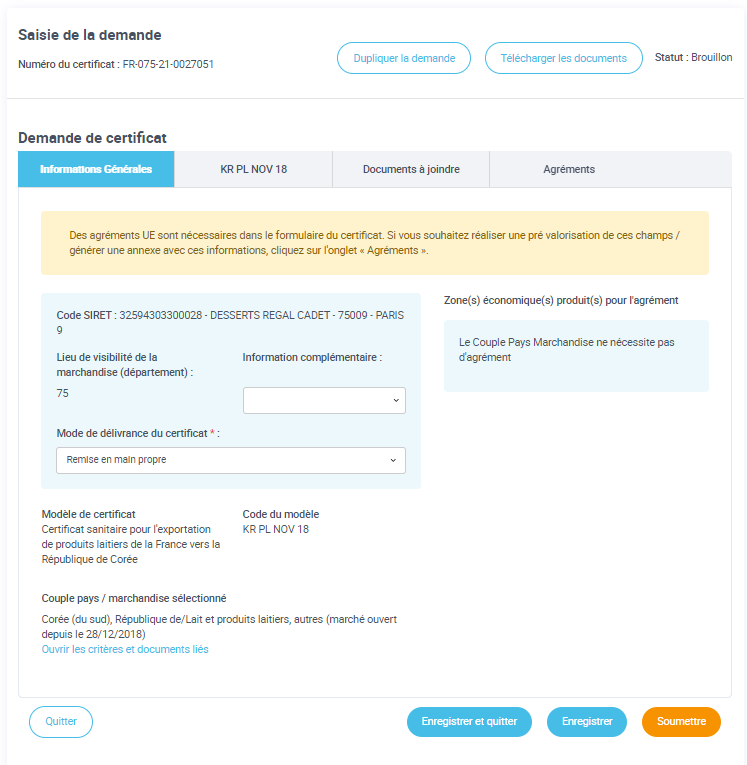 Saisie de la demande
Numéro du certificat : FR-075-21-0027051
Dupliquer la demande
Télécharger les documents
Statut : Brouillon
Demande de certificat
Informations Générales
KR PL NOV 18
Documents à joindre
Agréments
Des agréments UE sont nécessaires dans le formulaire du certificat. Si vous souhaitez réaliser une pré valorisation de ces champs /
générer une annexe avec ces informations, cliquez sur l'onglet « Agréments ».
Code SIRET : 32594303300028 - DESSERTS REGAL CADET - 75009 - PARIS
9
Lieu de visibilité de la
marchandise (département) :
75
Information complémentaire :
Mode de délivrance du certificat * :
Remise en main propre
Zone(s) économique(s) produit(s) pour l'agrément
Le Couple Pays Marchandise ne nécessite pas
d'agrément
Modèle de certificat
Certificat sanitaire pour l'exportation
de produits laitiers de la France vers la
République de Corée
Code du modèle
KR PL NOV 18
Couple pays / marchandise sélectionné
Corée (du sud), République de/Lait et produits laitiers, autres (marché ouvert
depuis le 28/12/2018)
Ouvrir les critères et documents liés
Quitter
Enregistrer et quitter
Enregistrer
Soumettre